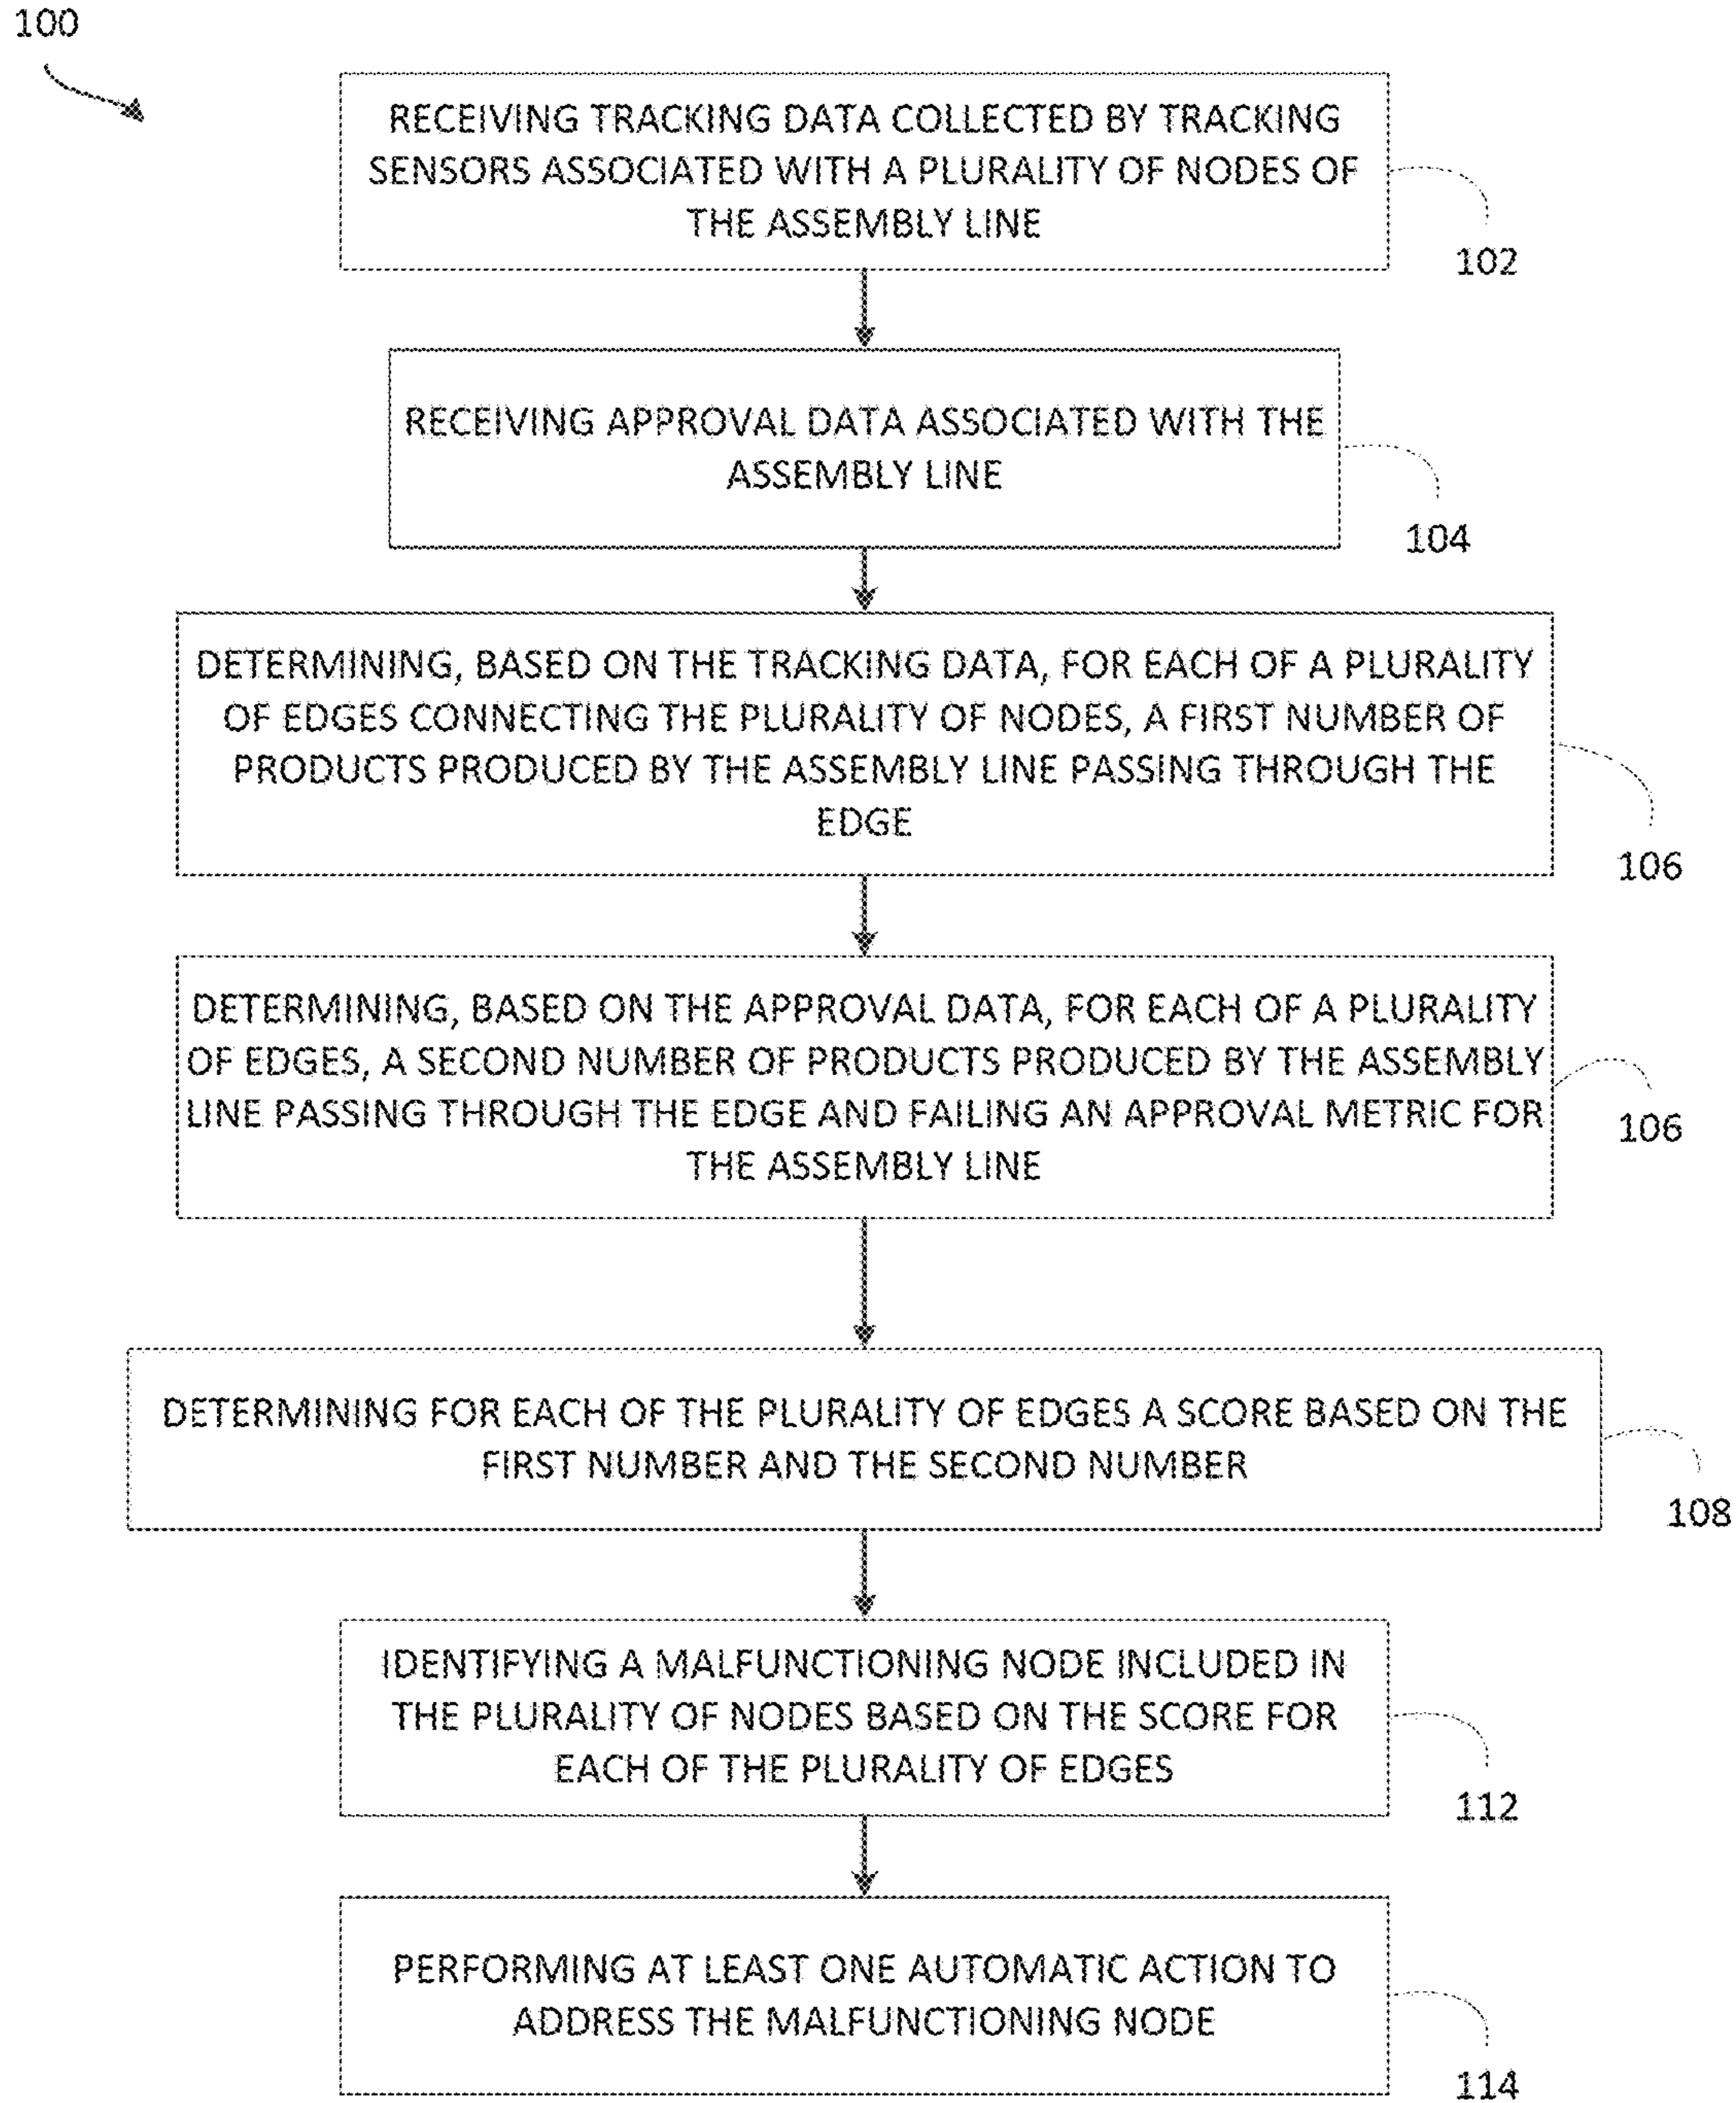 100
RECEIVING TRACKING DATA COLLECTED BY TRACKING
SENSORS ASSOCIATED WITH A PLURALITY OF NODES OF
THE ASSEMBLY LINE
102
RECEIVING APPROVAL DATA ASSOCIATED WITH THE
ASSEMBLY LINE
104
DETERMINING, BASED ON THE TRACKING DATA, FOR EACH OF A PLURALITY
OF EDGES CONNECTING THE PLURALITY OF NODES, A FIRST NUMBER OF
PRODUCTS PRODUCED BY THE ASSEMBLY LINE PASSING THROUGH THE
EDGE
106
DETERMINING, BASED ON THE APPROVAL DATA, FOR EACH OF A PLURALITY
OF EDGES, A SECOND NUMBER OF PRODUCTS PRODUCED BY THE ASSEMBLY
LINE PASSING THROUGH THE EDGE AND FAILING AN APPROVAL METRIC FOR
THE ASSEMBLY LINE
106
DETERMINING FOR EACH OF THE PLURALITY OF EDGES A SCORE BASED ON THE
FIRST NUMBER AND THE SECOND NUMBER
108
IDENTIFYING A MALFUNCTIONING NODE INCLUDED IN
THE PLURALITY OF NODES BASED ON THE SCORE FOR
EACH OF THE PLURALITY OF EDGES
112
PERFORMING AT LEAST ONE AUTOMATIC ACTION TO
ADDRESS THE MALFUNCTIONING NODE
114